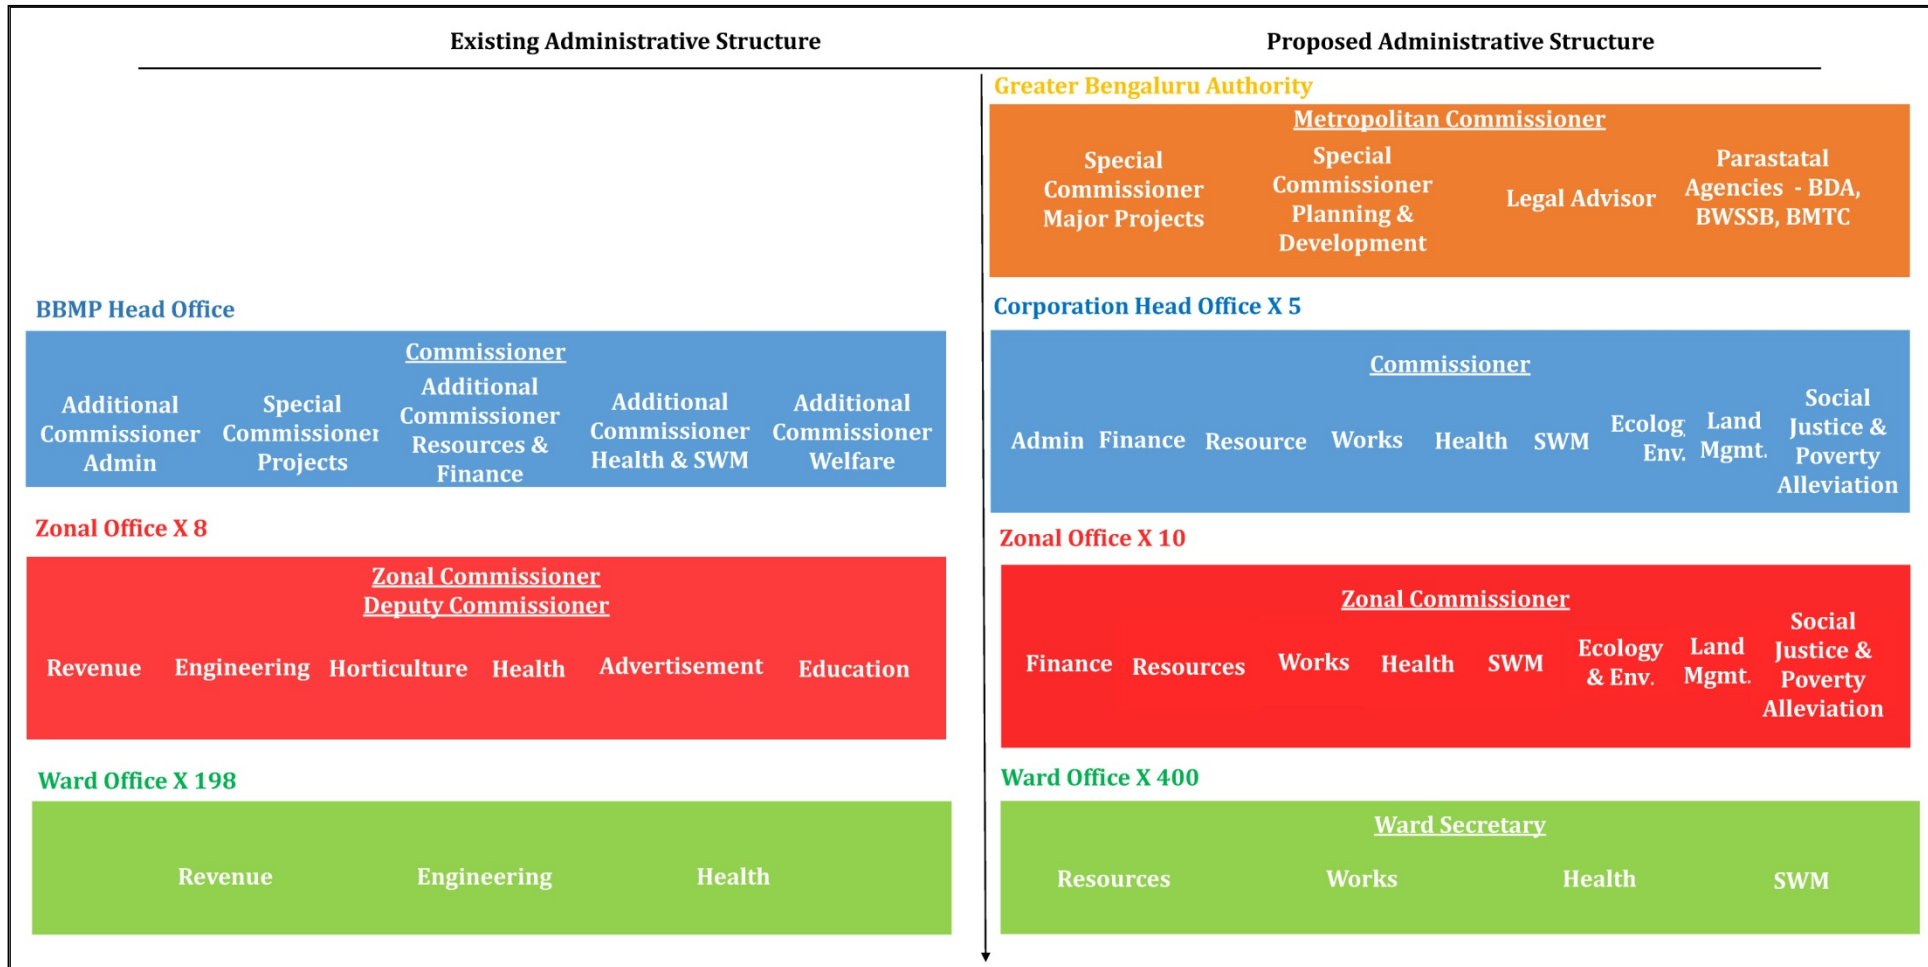 Existing Administrative Structure
Proposed Administrative Structure
Greater Bengaluru Authority
Metropolitan Commissioner
Special
Commissioner
Major Projects
Special
Commissioner
Planning &
Development
Legal Advisor
Parastatal
Agencies - BDA,
BWSSB, BMTC
BBMP Head Office
Commissioner
Additional
Commissioner
Admin
Special
Commissioner
Projects
Additional
Commissioner
Resources &
Finance
Additional
Commissioner
Health & SWM
Additional
Commissioner
Welfare
Corporation Head Office X 5
Commissioner
Admin
Finance
Resource
Works
Health
SWM
Ecolog
Env.
Land
Mgmt.
Social
Justice &
Poverty
Alleviation
Zonal Office X 8
Zonal Commissioner
Deputy Commissioner
Revenue
Engineering
Horticulture
Health
Advertisement
Education
Zonal Office X 10
Zonal Commissioner
Finance
Resources
Works
Health
SWM
Ecology
& Env.
Land
Mgmt.
Social
Justice &
Poverty
Alleviation
Ward Office X 198
Revenue
Engineering
Health
Ward Office X 400
Ward Secretary
Resources
Works
Health
SWM